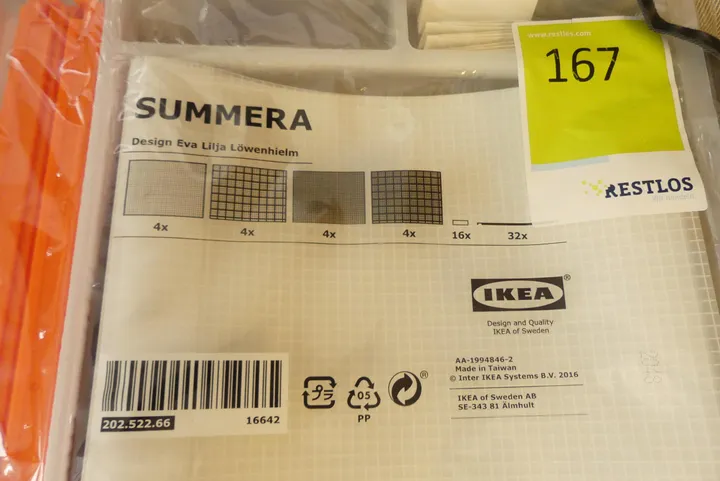 www.restlos.com
167
RESTLOS
SUMMERA
Design Eva Lilja Löwenhielm
4x 4x 4x 4x 16x 32x
IKEA®
Design and Quality
IKEA of Sweden
AA-1994846-2
Made in Taiwan
© Inter IKEA Systems B.V. 2016
IKEA of Sweden AB
SE-343 81 Älmhult
202.522.66 16642
プラ
05
PP
®